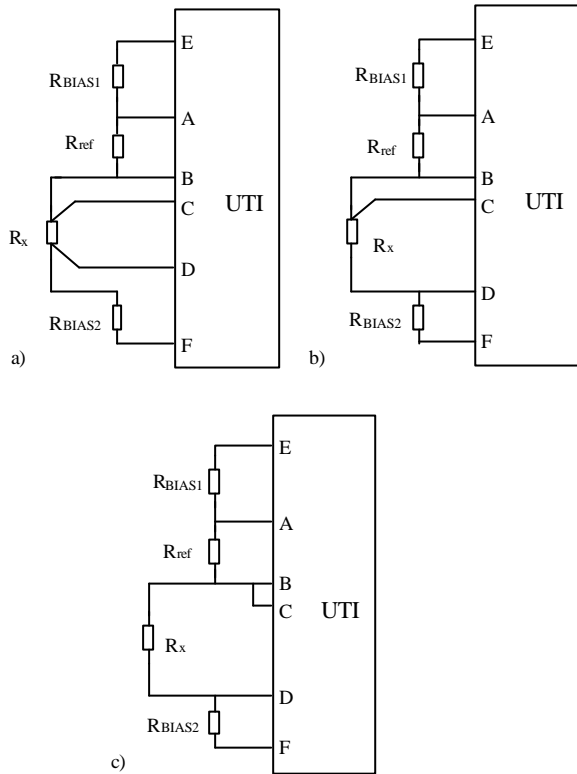 E
RBIAS1
A
Rref
B
C
UTI
Rx
D
RBIAS2
F
a)
E
RBIAS1
A
Rref
B
C
UTI
Rx
D
RBIAS2
F
b)
E
RBIAS1
A
Rref
B
C
UTI
Rx
D
RBIAS2
F
c)